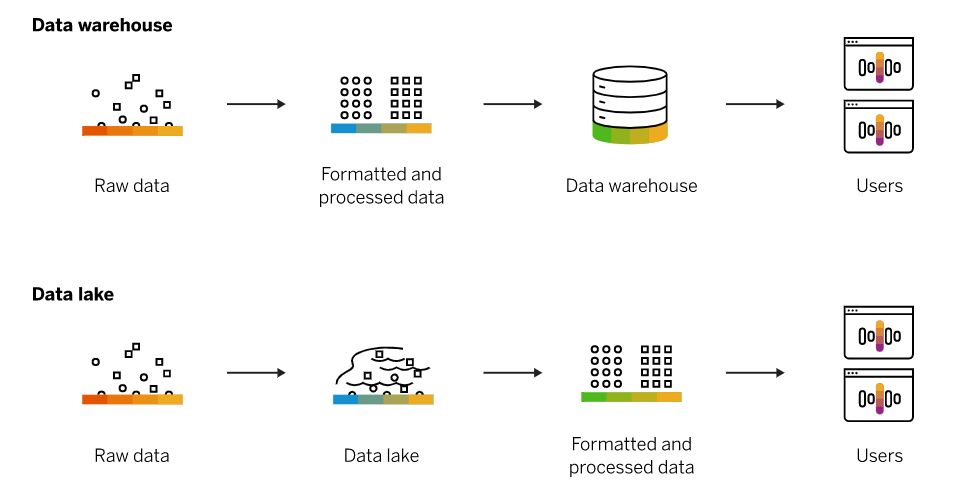 Data warehouse
Raw data
Formatted and
processed data
Data warehouse
Users
Data lake
Raw data
Data lake
Formatted and
processed data
Users